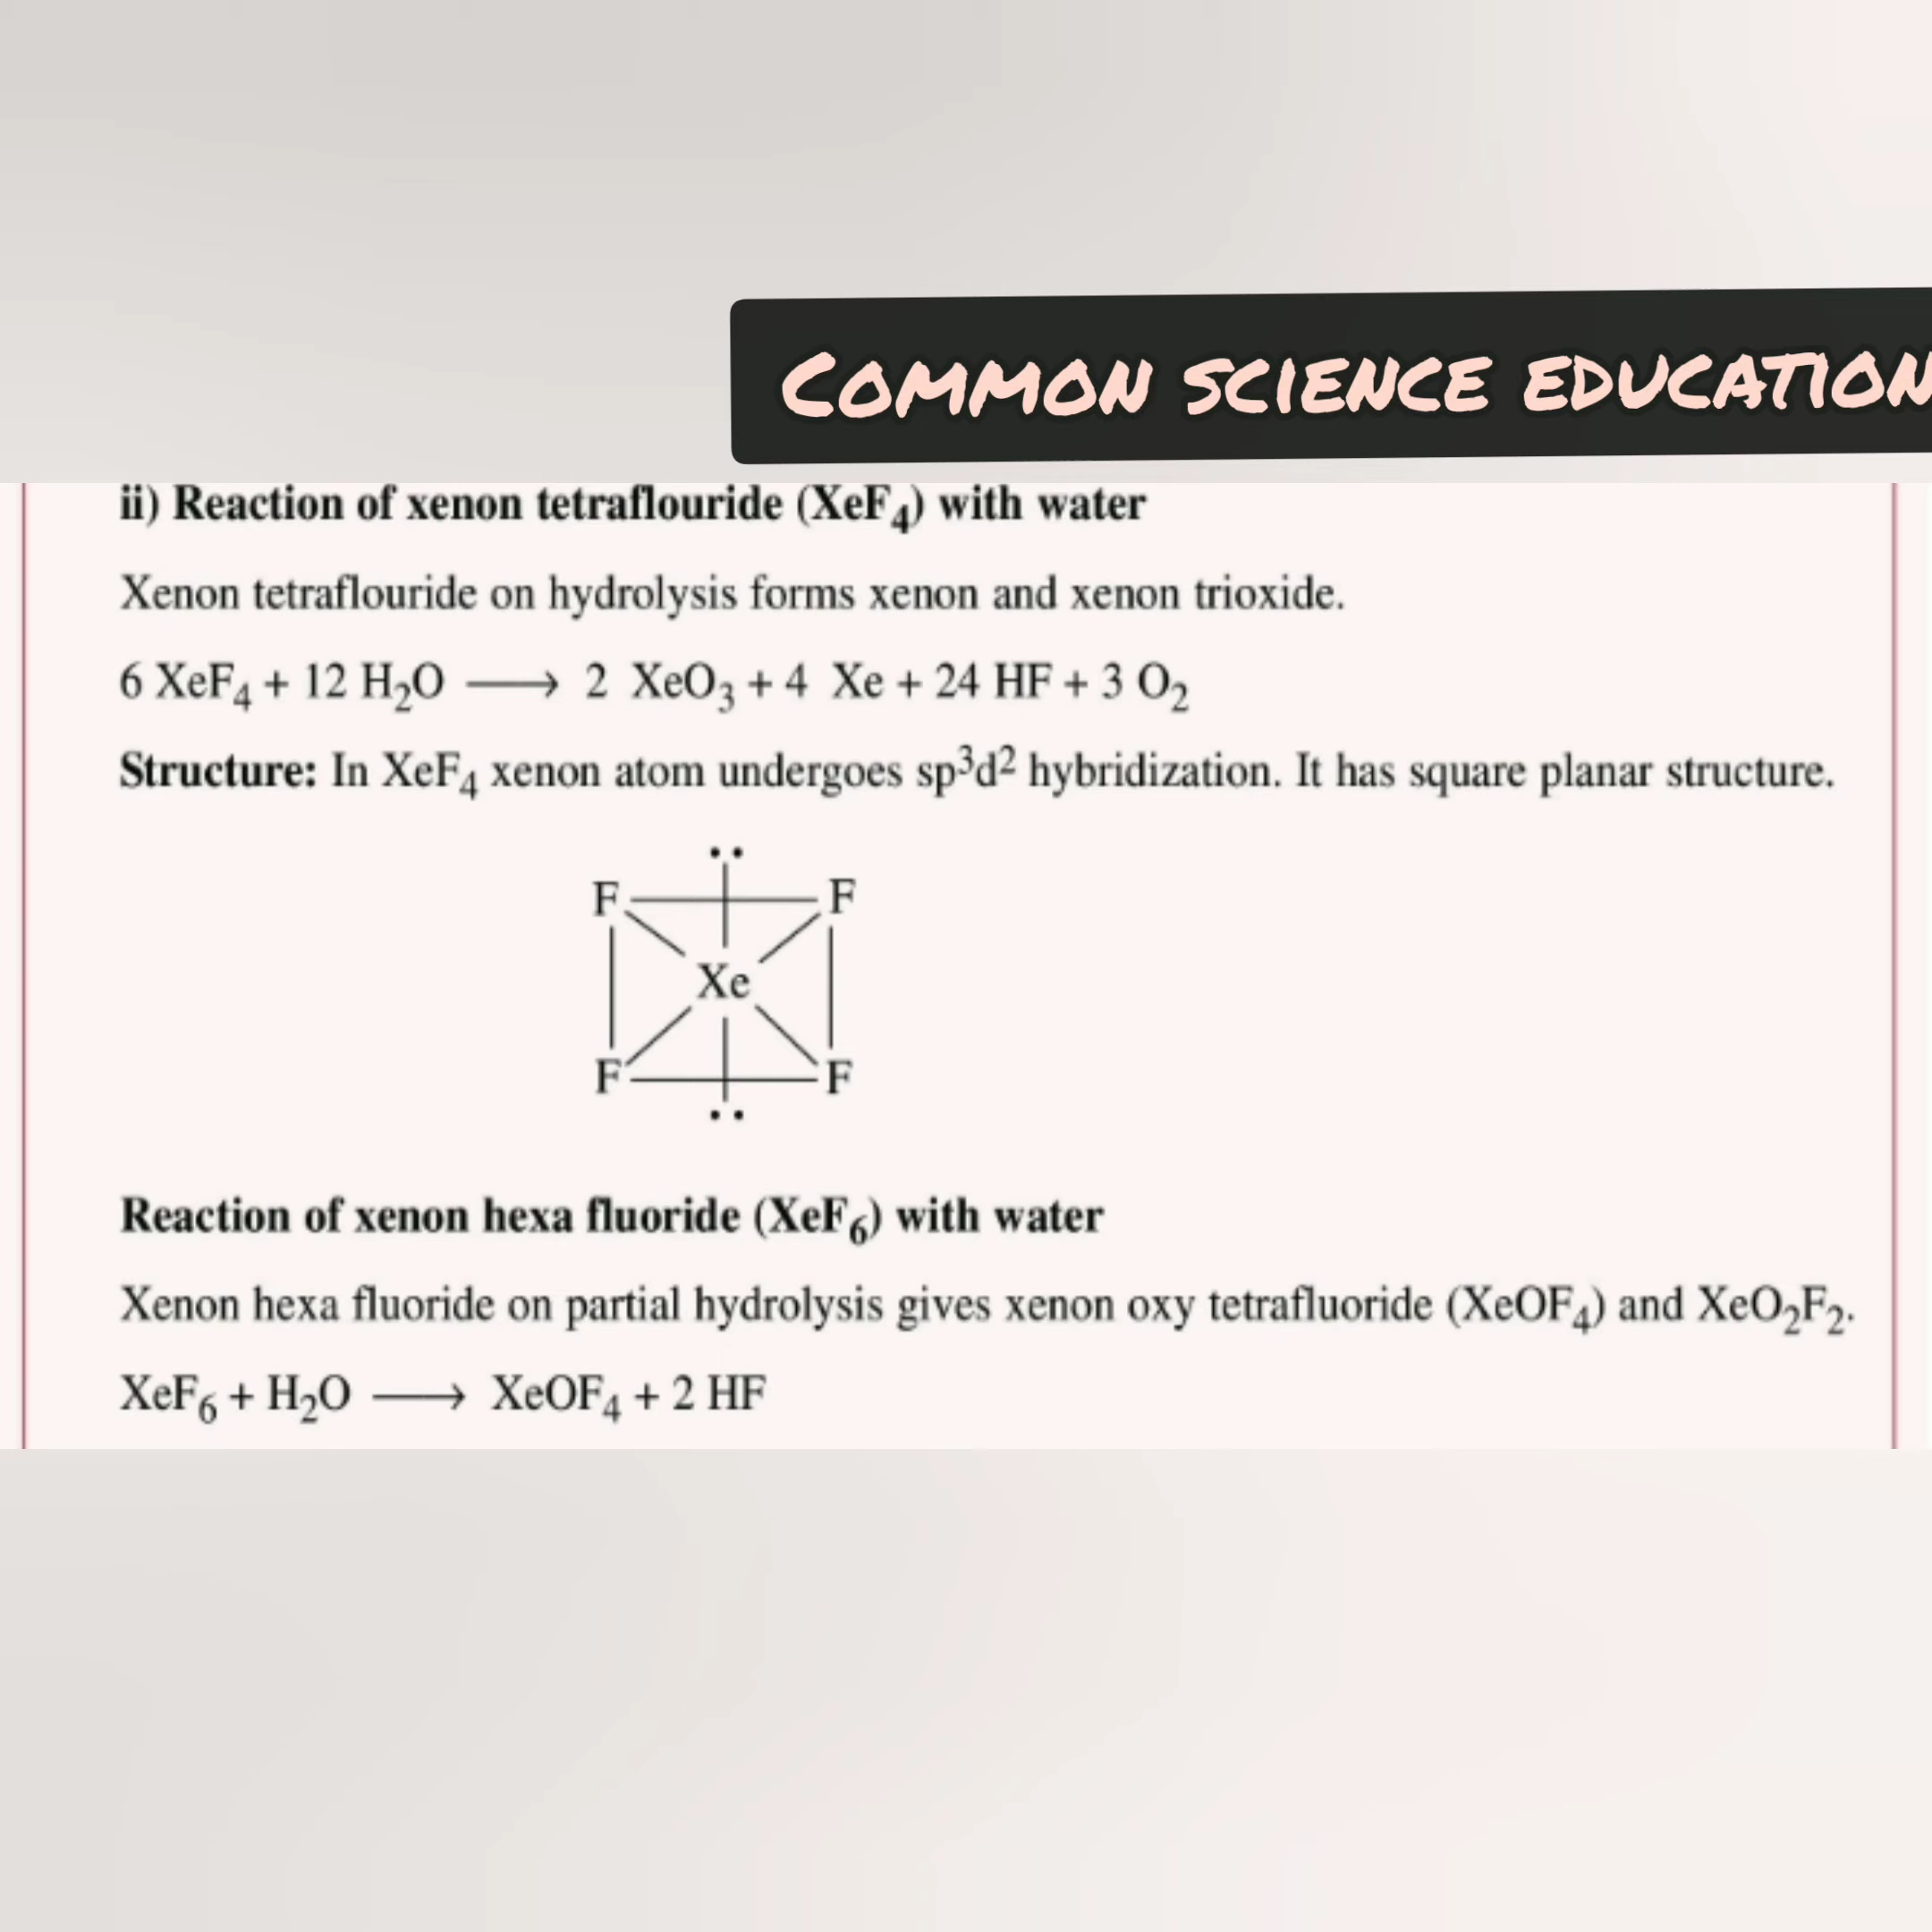 COMMON SCIENCE EDUCATION
ii) Reaction of xenon tetraflouride (XeF₄) with water
Xenon tetraflouride on hydrolysis forms xenon and xenon trioxide.
6 XeF₄ + 12 H₂O ⟶ 2 XeO₃ + 4 Xe + 24 HF + 3 O₂
Structure: In XeF₄ xenon atom undergoes sp³d² hybridization. It has square planar structure.
F F
Xe
F F
Reaction of xenon hexa fluoride (XeF₆) with water
Xenon hexa fluoride on partial hydrolysis gives xenon oxy tetrafluoride (XeOF₄) and XeO₂F₂.
XeF₆ + H₂O ⟶ XeOF₄ + 2 HF